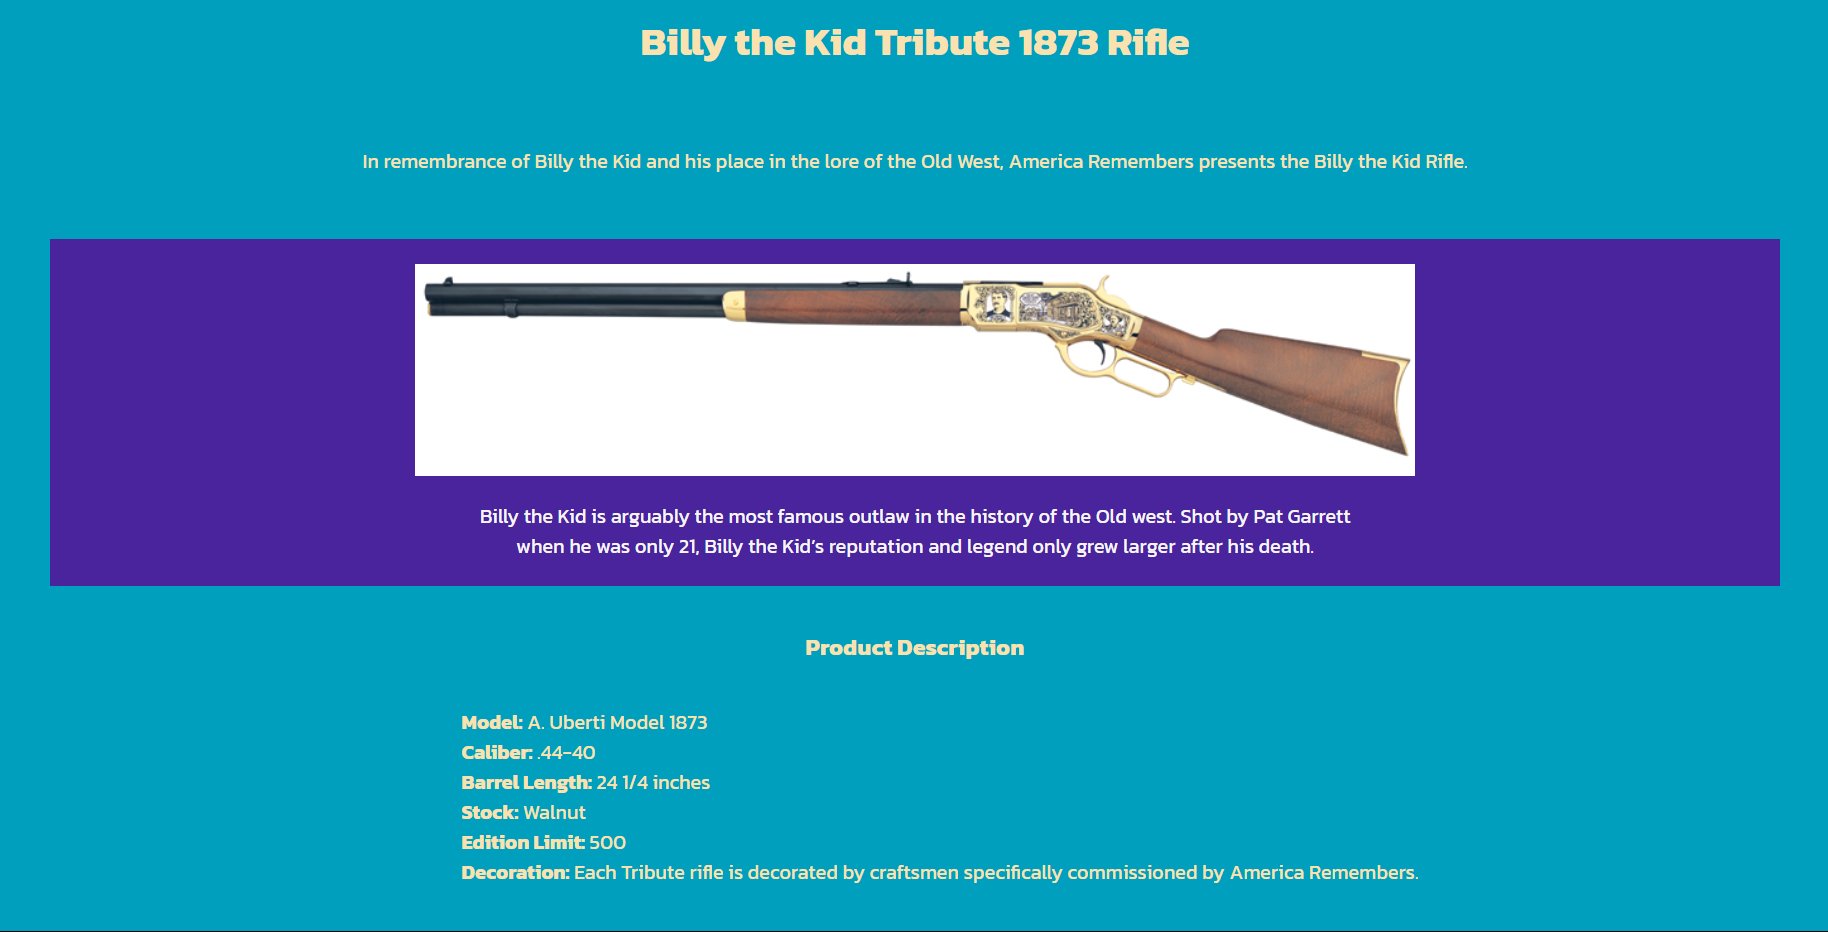 Billy the Kid Tribute 1873 Rifle
In remembrance of Billy the Kid and his place in the lore of the Old West, America Remembers presents the Billy the Kid Rifle.
Billy the Kid is arguably the most famous outlaw in the history of the Old west. Shot by Pat Garrett
when he was only 21, Billy the Kid’s reputation and legend only grew larger after his death.
Product Description
Model: A. Uberti Model 1873
Caliber: .44-40
Barrel Length: 24 1/4 inches
Stock: Walnut
Edition Limit: 500
Decoration: Each Tribute rifle is decorated by craftsmen specifically commissioned by America Remembers.